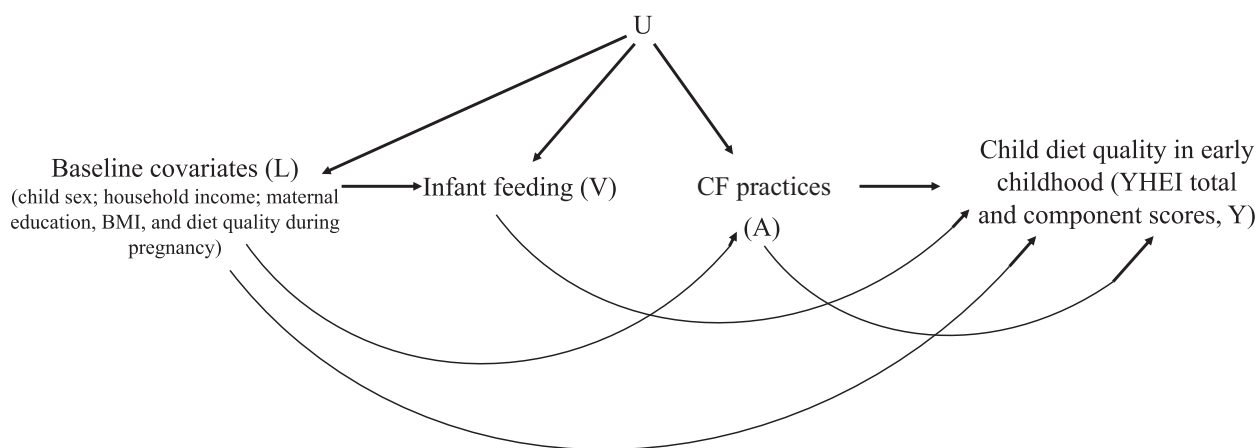 U
Baseline covariates (L)
(child sex; household income; maternal
education, BMI, and diet quality during
pregnancy)
Infant feeding (V)
CF practices
(A)
Child diet quality in early
childhood (YHEI total
and component scores, Y)